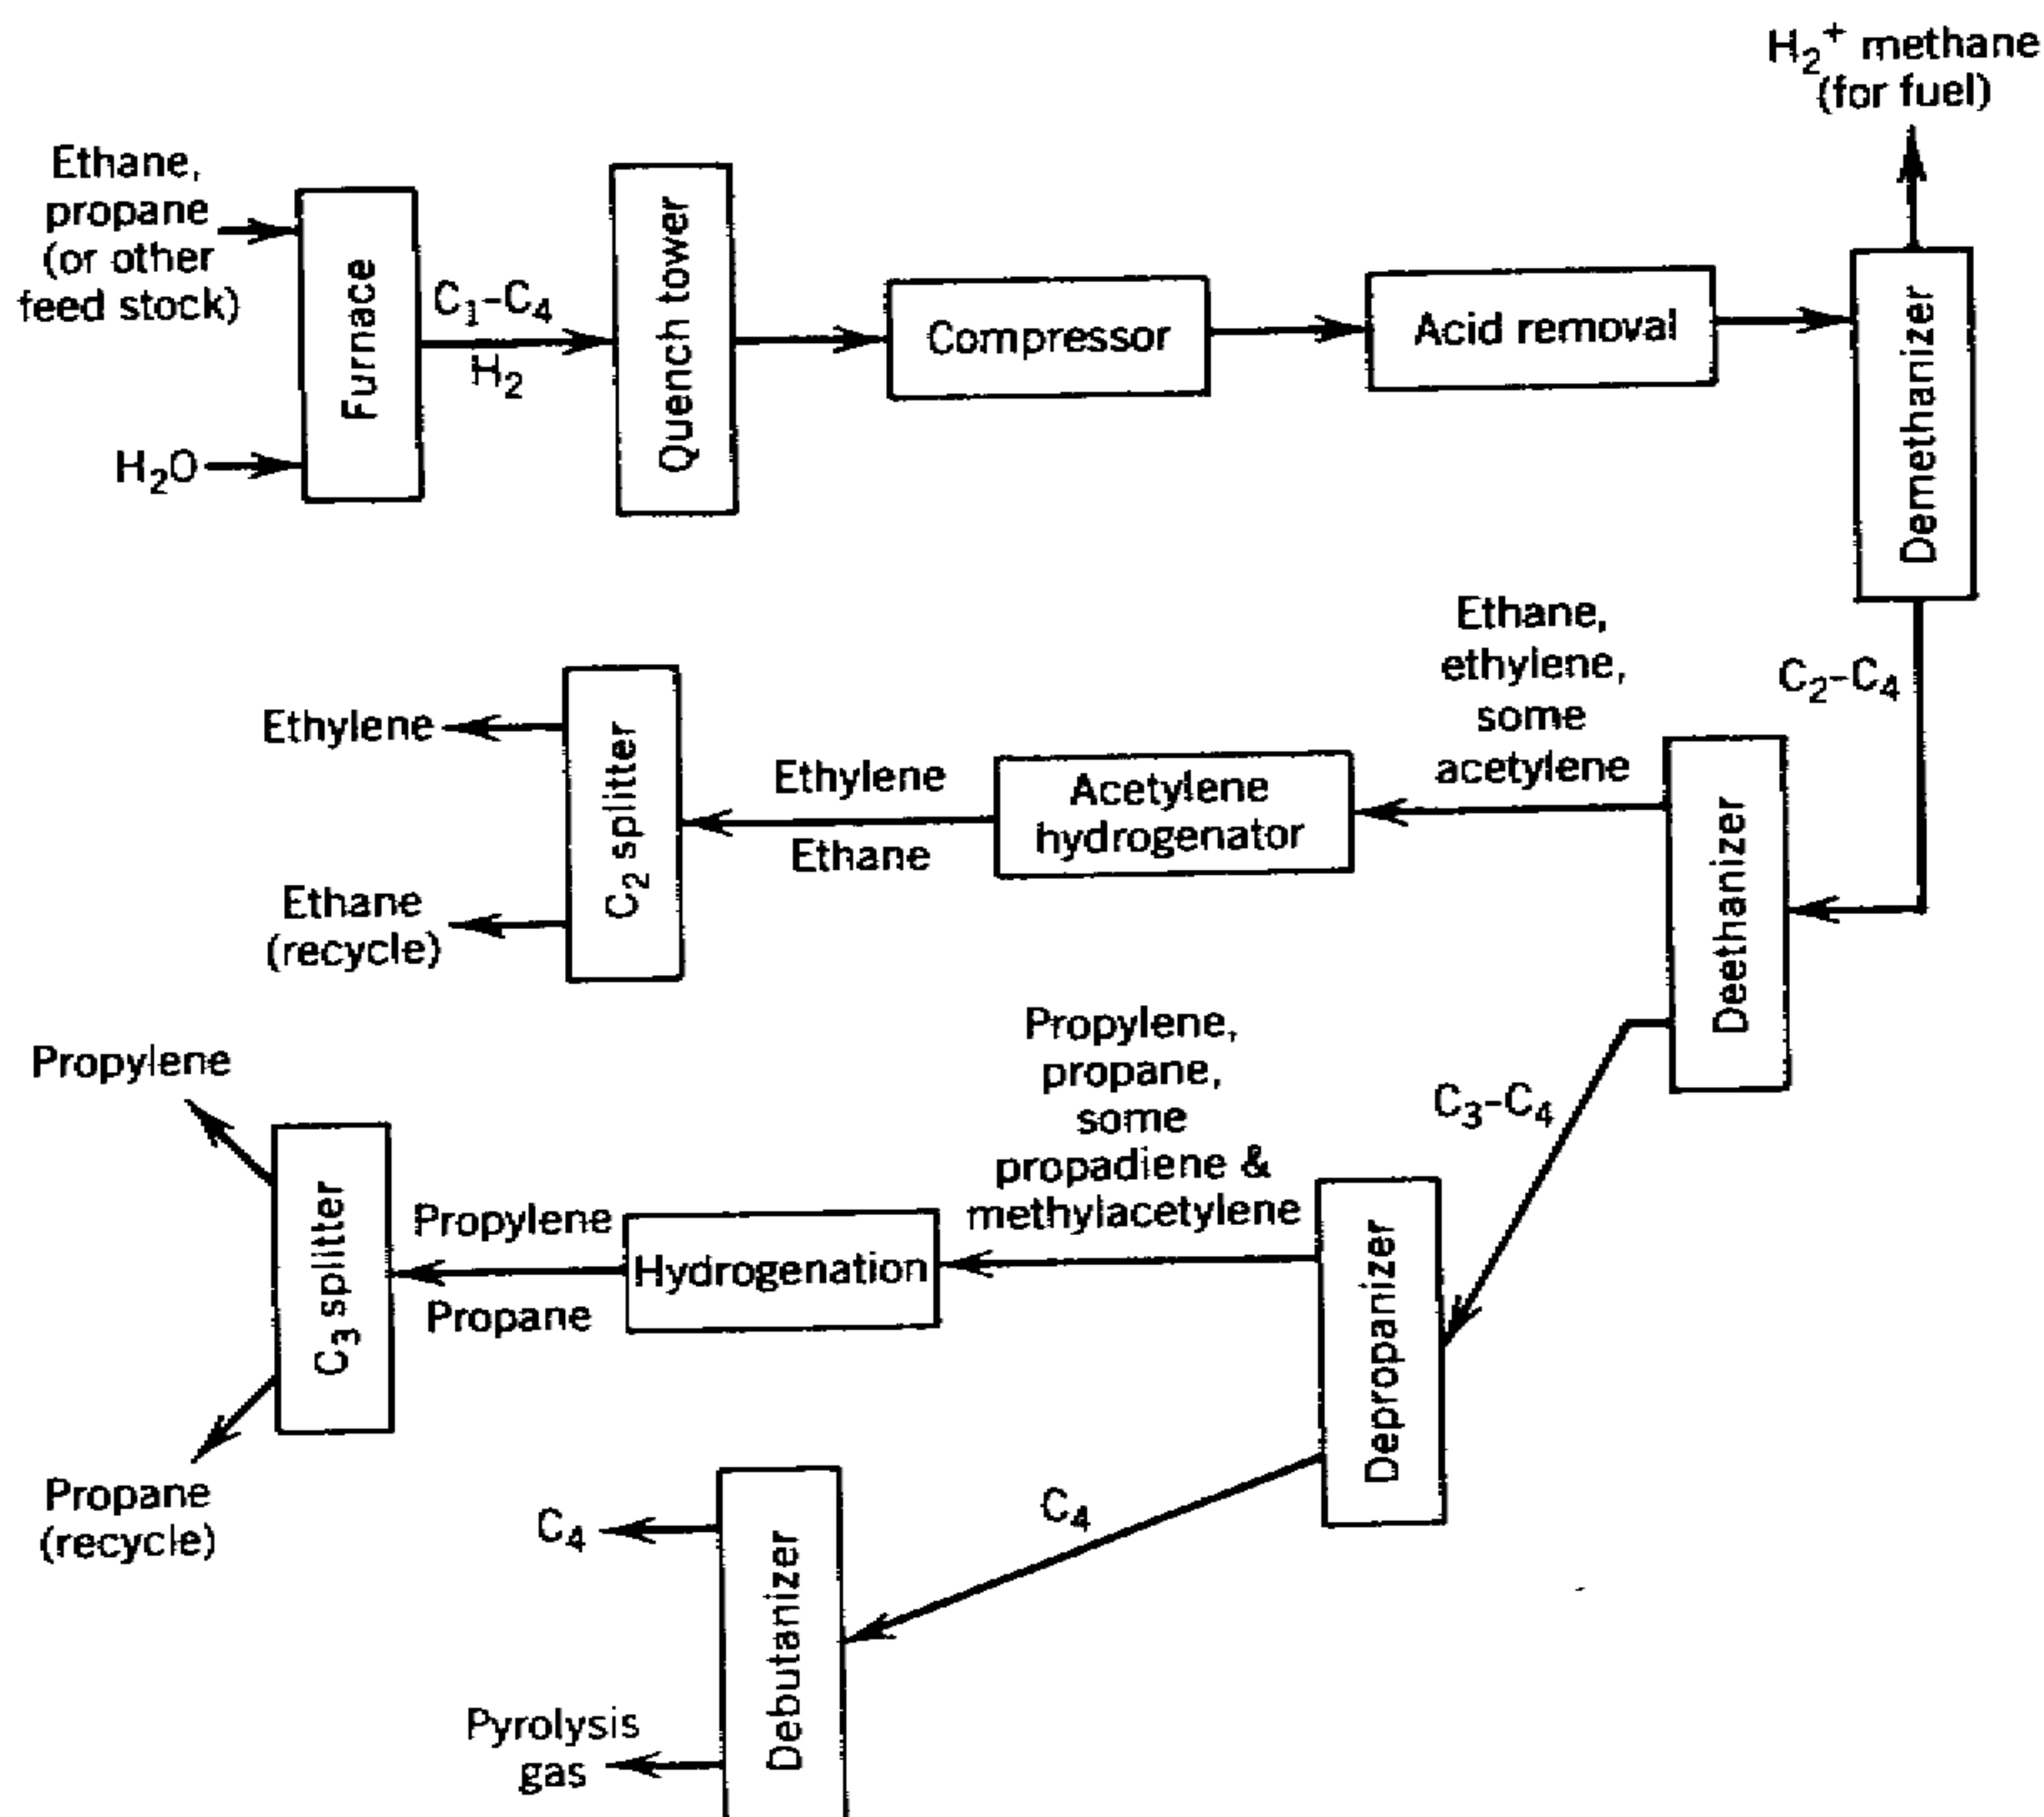 H₂⁺ methane
(for fuel)
Ethane,
propane
(or other
feed stock)
H₂O
Furnace
C₁-C₄
H₂
Quench tower
Compressor
Acid removal
Demethanizer
C₂-C₄
Ethane,
ethylene,
some
acetylene
Deethanizer
Acetylene
hydrogenator
Ethylene
Ethane
C₂ splitter
Ethylene
Ethane
(recycle)
C₃-C₄
Propylene,
propane,
some
propadiene &
methylacetylene
Depropanizer
Hydrogenation
Propylene
Propane
C₃ splitter
Propylene
Propane
(recycle)
C₄
Debutanizer
C₄
Pyrolysis
gas